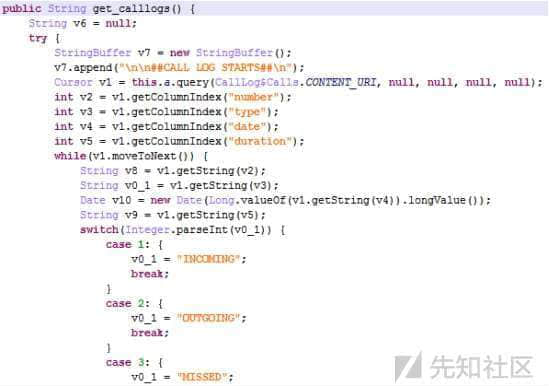 public String get_calllogs() {
    String v6 = null;
    try {
        StringBuffer v7 = new StringBuffer();
        v7.append("\n\n##CALL LOG STARTS##\n");
        Cursor v1 = this.a.query(CallLog$Calls.CONTENT_URI, null, null, null, null);
        int v2 = v1.getColumnIndex("number");
        int v3 = v1.getColumnIndex("type");
        int v4 = v1.getColumnIndex("date");
        int v5 = v1.getColumnIndex("duration");
        while(v1.moveToNext()) {
            String v8 = v1.getString(v2);
            String v0_1 = v1.getString(v3);
            Date v10 = new Date(Long.valueOf(v1.getString(v4)).longValue());
            String v9 = v1.getString(v5);
            switch(Integer.parseInt(v0_1)) {
                case 1: {
                    v0_1 = "INCOMING";
                    break;
                }
                case 2: {
                    v0_1 = "OUTGOING";
                    break;
                }
                case 3: {
                    v0_1 = "MISSED";
先知社区